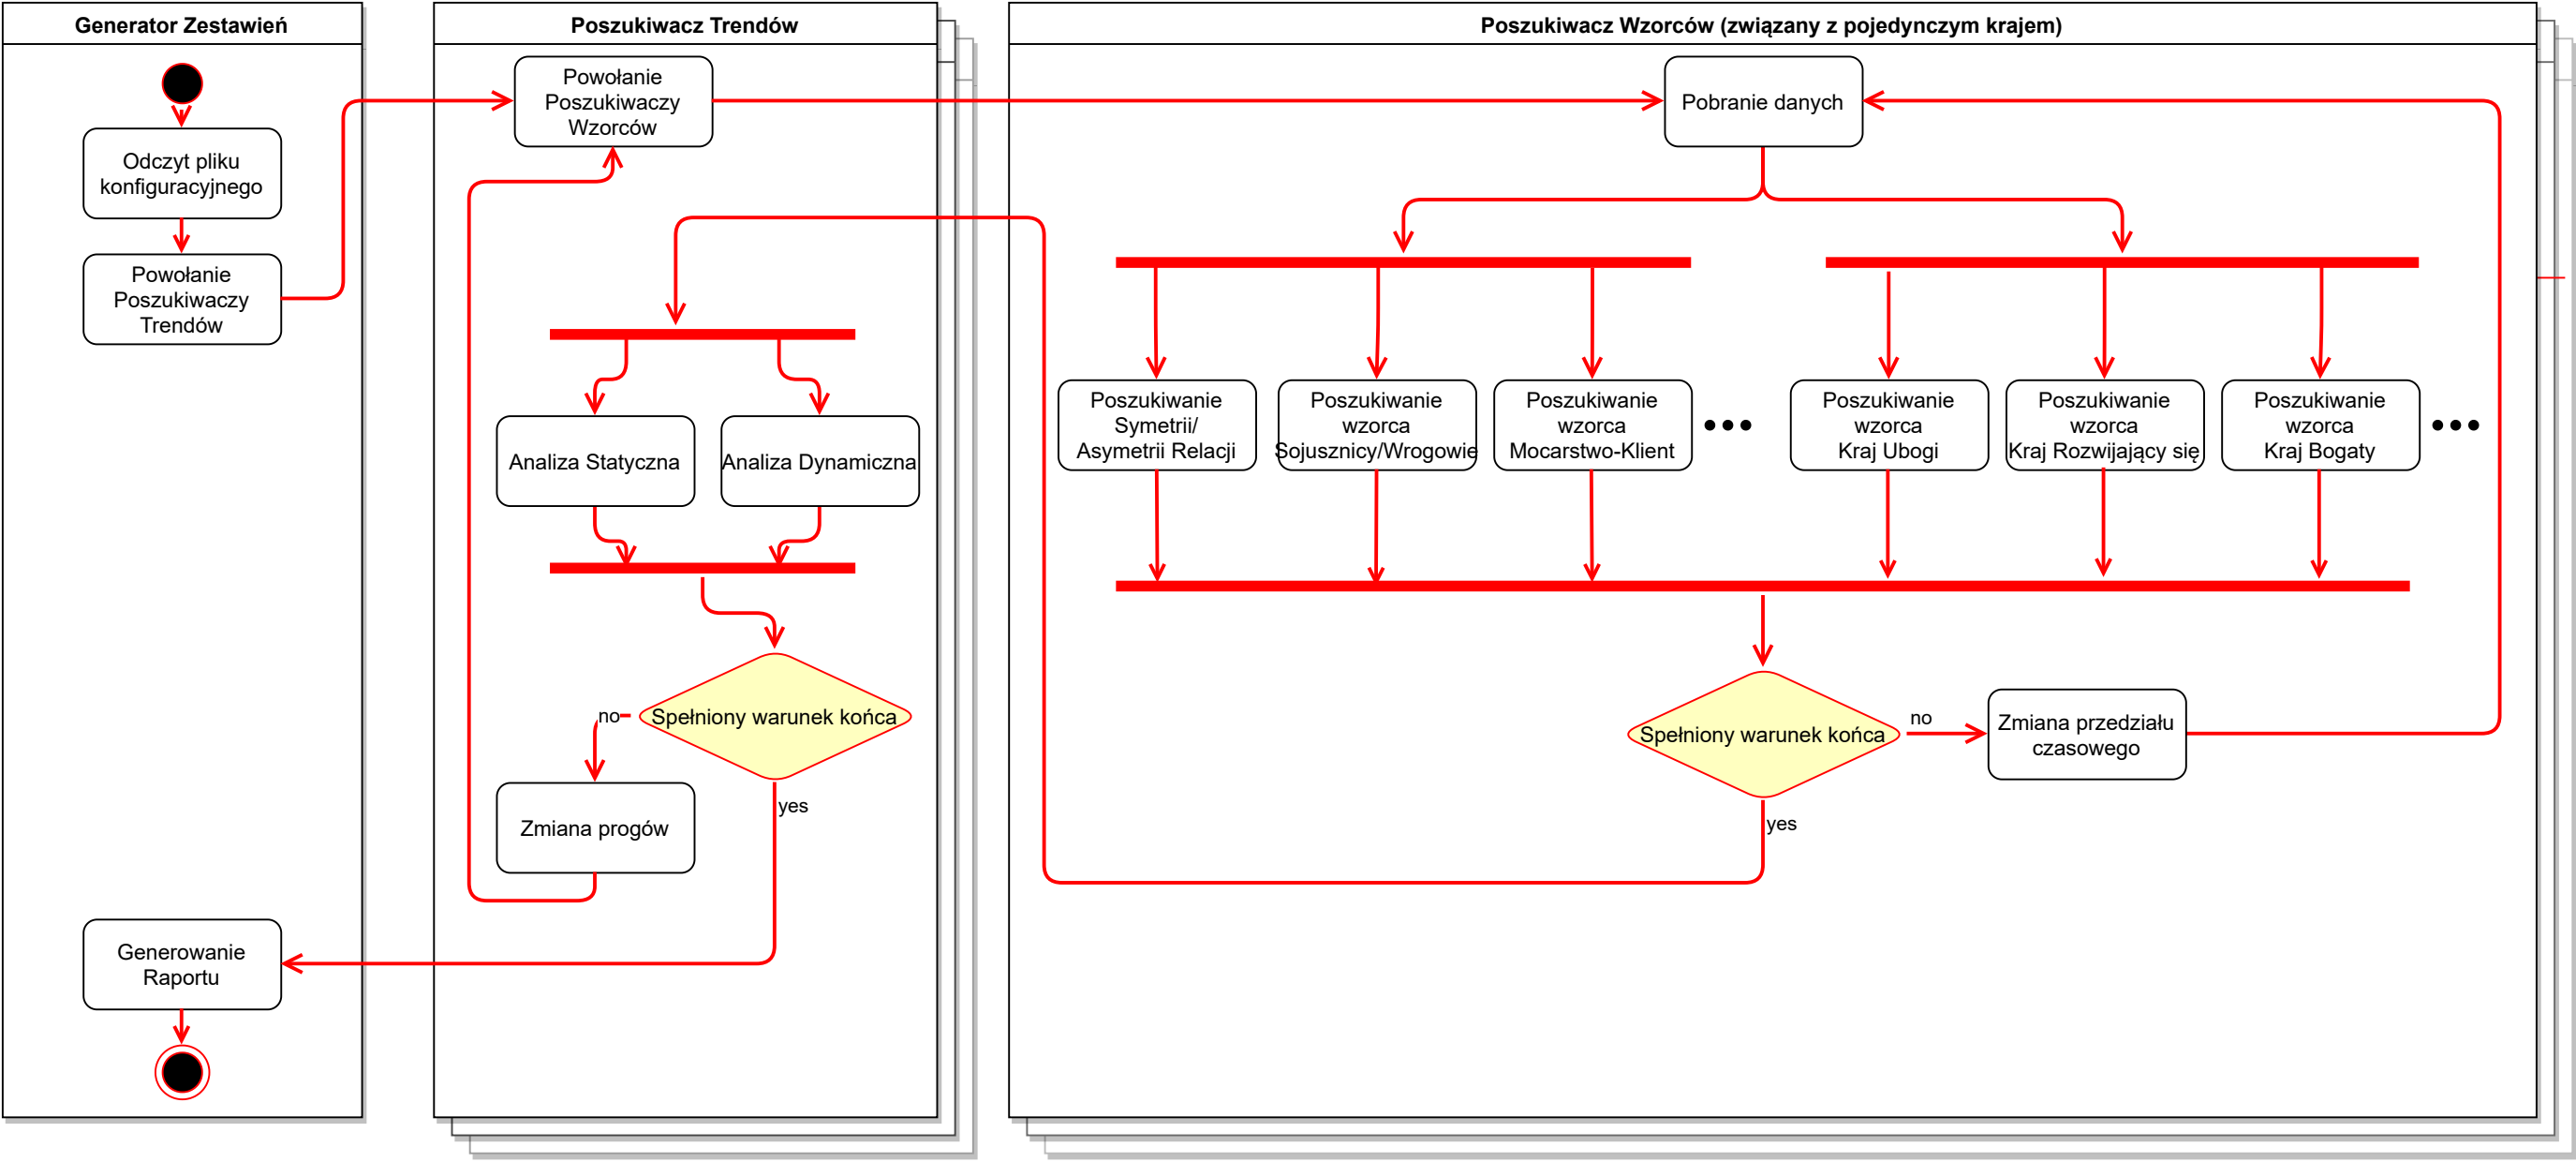 Generator Zestawień
Odczyt pliku
konfiguracyjnego
Powołanie
Poszukiwaczy
Trendów
Generowanie
Raportu
Poszukiwacz Trendów
Powołanie
Poszukiwaczy
Wzorców
Analiza Statyczna
Analiza Dynamiczna
Spełniony warunek końca
no
yes
Zmiana progów
Poszukiwacz Wzorców (związany z pojedynczym krajem)
Pobranie danych
Poszukiwanie
Symetrii/
Asymetrii Relacji
Poszukiwanie
wzorca
Sojusznicy/Wrogowie
Poszukiwanie
wzorca
Mocarstwo-Klient
Poszukiwanie
wzorca
Kraj Ubogi
Poszukiwanie
wzorca
Kraj Rozwijający się
Poszukiwanie
wzorca
Kraj Bogaty
Spełniony warunek końca
no
Zmiana przedziału
czasowego
yes